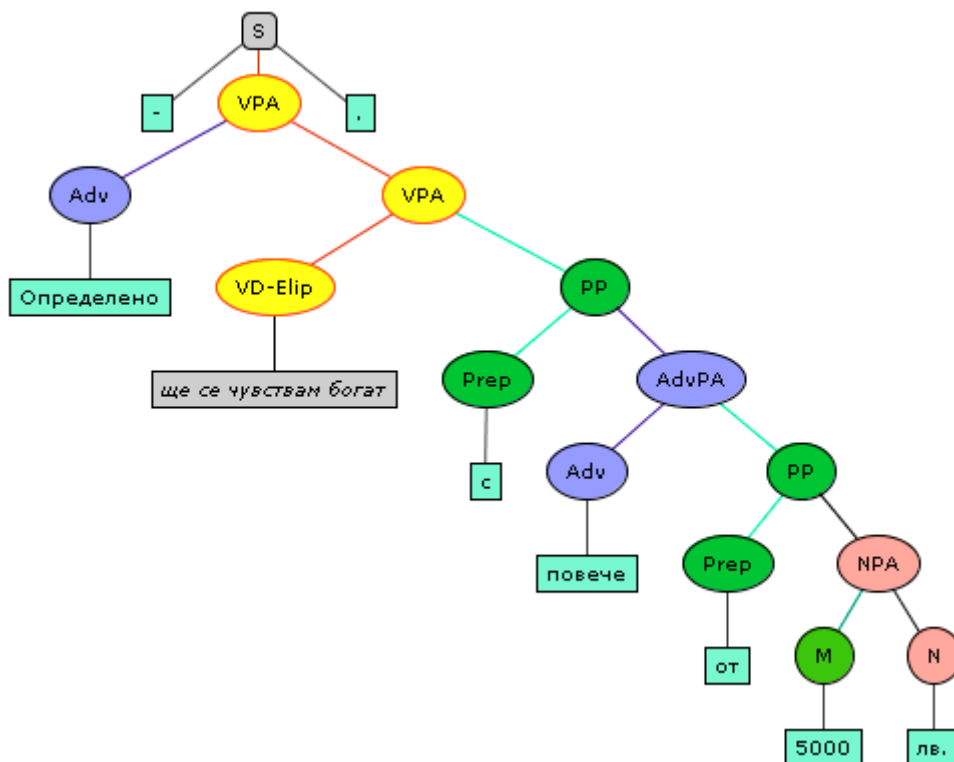 S
-
VPA
.
Adv
VPA
Определено
VD-Elip
PP
ще се чувствам богат
Prep
AdvPA
с
Adv
PP
повече
Prep
NPA
от
M
N
5000
лв.